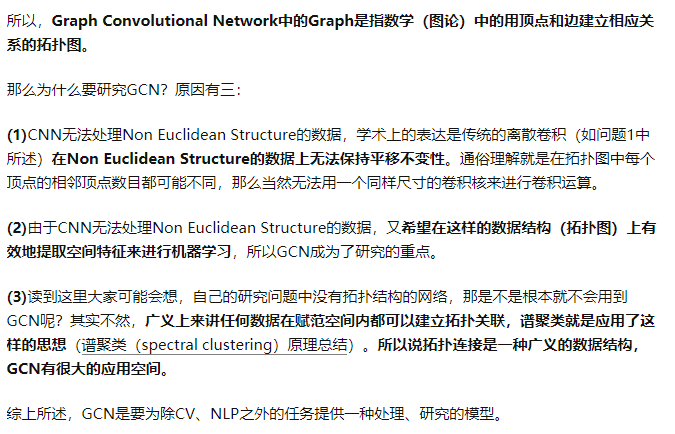 所以，Graph Convolutional Network中的Graph是指数学（图论）中的用顶点和边建立相应关
系的拓扑图。
那么为什么要研究GCN？原因有三：
(1)CNN无法处理Non Euclidean Structure的数据，学术上的表达是传统的离散卷积（如问题1中
所述）在Non Euclidean Structure的数据上无法保持平移不变性。通俗理解就是在拓扑图中每个
顶点的相邻顶点数目都可能不同，那么当然无法用一个同样尺寸的卷积核来进行卷积运算。
(2)由于CNN无法处理Non Euclidean Structure的数据，又希望在这样的数据结构（拓扑图）上有
效地提取空间特征来进行机器学习，所以GCN成为了研究的重点。
(3)读到这里大家可能会想，自己的研究问题中没有拓扑结构的网络，那是不是根本就不会用到
GCN呢？其实不然，广义上来讲任何数据在赋范空间内都可以建立拓扑关联，谱聚类就是应用了这
样的思想（谱聚类（spectral clustering）原理总结）。所以说拓扑连接是一种广义的数据结构，
GCN有很大的应用空间。
综上所述，GCN是要为除CV、NLP之外的任务提供一种处理、研究的模型。